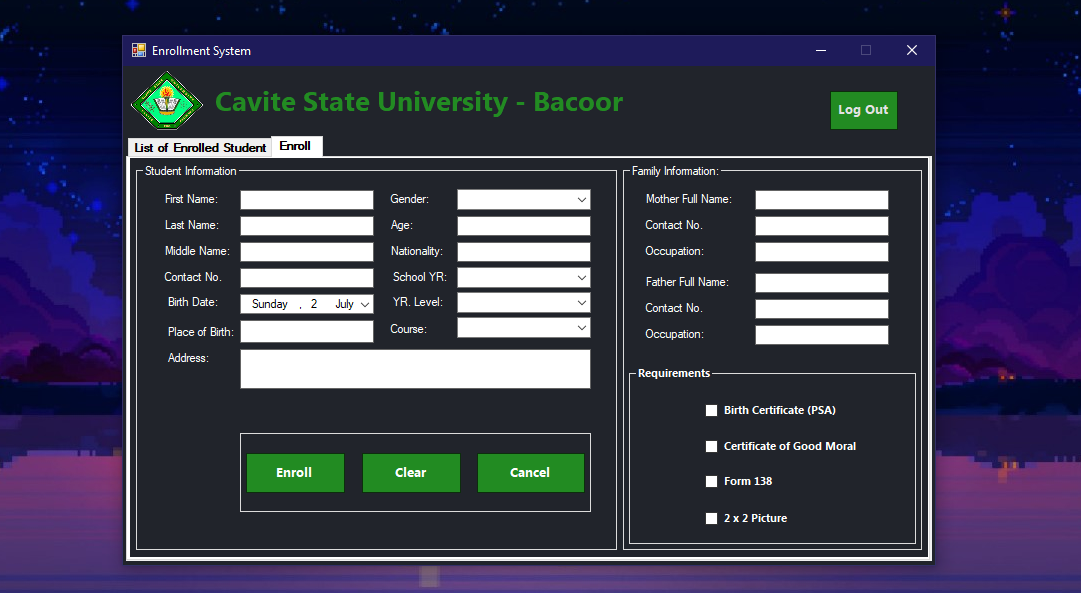 Enrollment System
Cavite State University - Bacoor
Log Out
List of Enrolled Student
Enroll
Student Information
First Name:
Last Name:
Middle Name:
Contact No.
Birth Date:
Sunday , 2 July
Place of Birth:
Address:
Gender:
Age:
Nationality:
School YR:
YR. Level:
Course:
Enroll
Clear
Cancel
Family Information:
Mother Full Name:
Contact No.
Occupation:
Father Full Name:
Contact No.
Occupation:
Requirements
Birth Certificate (PSA)
Certificate of Good Moral
Form 138
2 x 2 Picture